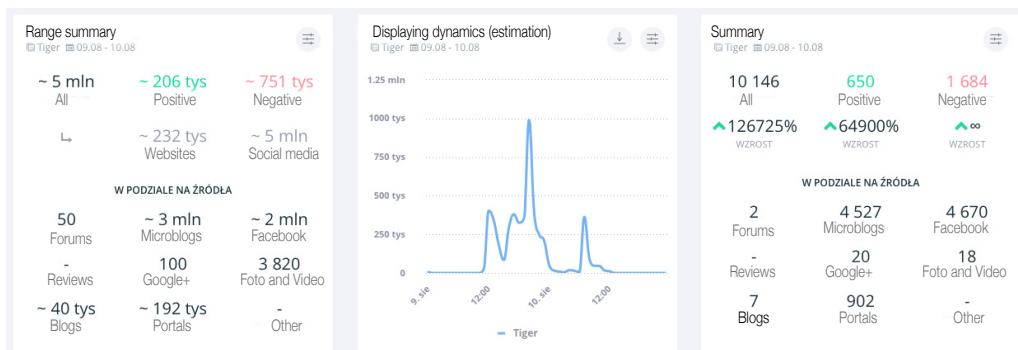 Range summary
Tiger 09.08 - 10.08
~ 5 mln ~ 206 tys ~ 751 tys
All Positive Negative
~ 232 tys ~ 5 mln
Websites Social media
W PODZIALE NA ŹRÓDŁA
50 ~ 3 mln ~ 2 mln
Forums Microblogs Facebook
- 100 3 820
Reviews Google+ Foto and Video
~ 40 tys ~ 192 tys -
Blogs Portals Other
Displaying dynamics (estimation)
Tiger 09.08 - 10.08
1.25 mln
1000 tys
750 tys
500 tys
250 tys
0
9. sie 12:00 10. sie 12:00
Tiger
Summary
Tiger 09.08 - 10.08
10 146 650 1 684
All Positive Negative
126725% 64900% ∞
WZROST WZROST WZROST
W PODZIALE NA ŹRÓDŁA
2 4 527 4 670
Forums Microblogs Facebook
- 20 18
Reviews Google+ Foto and Video
7 902 -
Blogs Portals Other